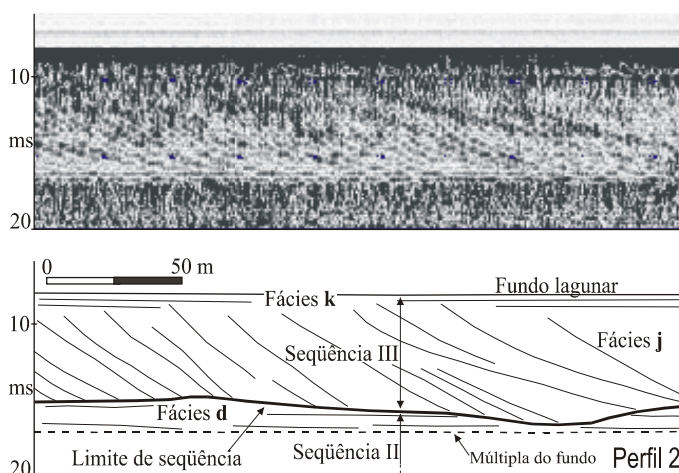 10
ms
20
0 50 m
Fácies k
Fundo lagunar
10
Fácies j
Seqüência III
ms
Fácies d
Limite de seqüência
Seqüência II
Múltipla do fundo
Perfil 2
20